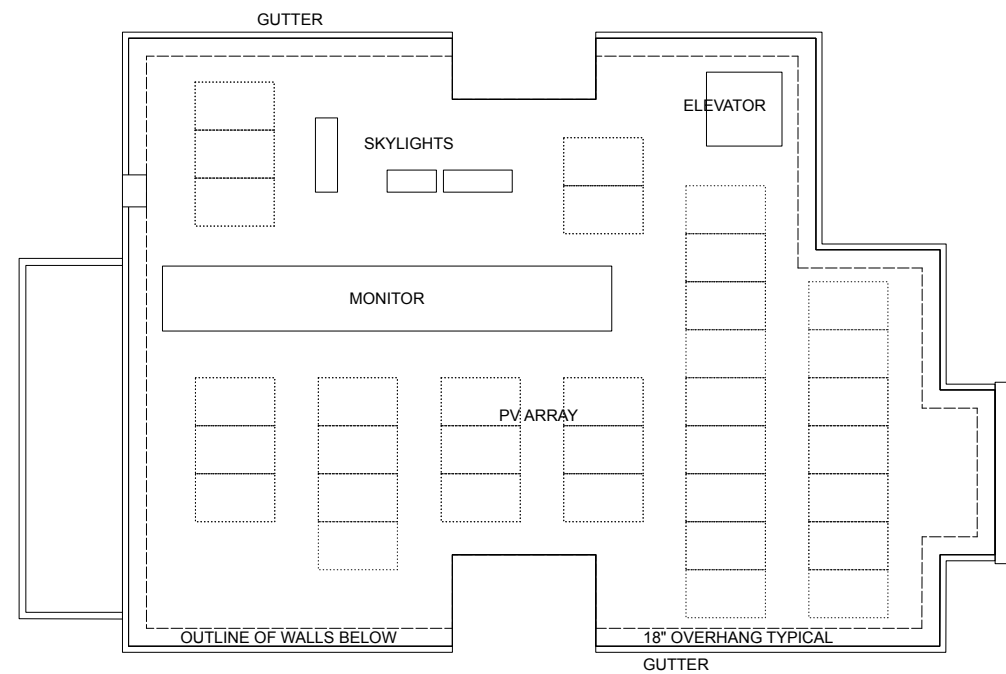 GUTTER
ELEVATOR
SKYLIGHTS
MONITOR
PV ARRAY
OUTLINE OF WALLS BELOW
18" OVERHANG TYPICAL
GUTTER